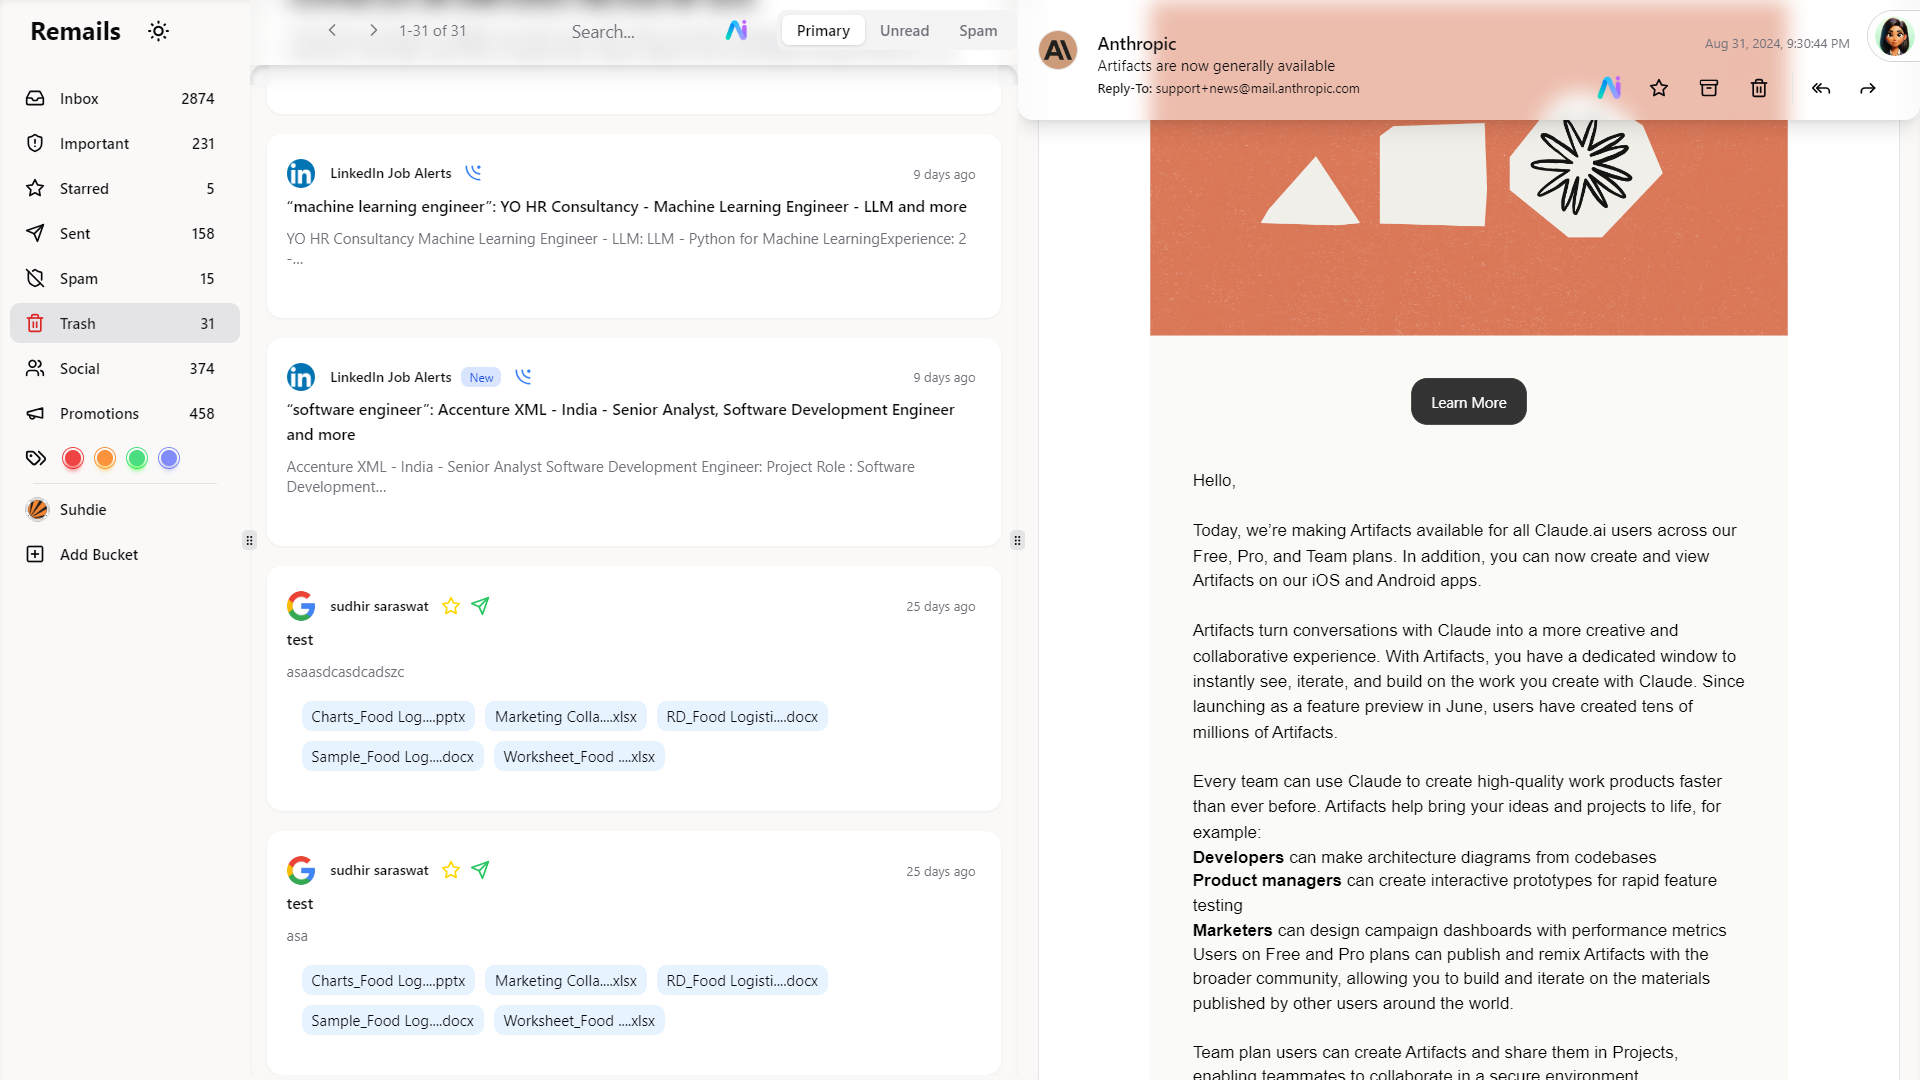 Remails
Inbox 2874
Important 231
Starred 5
Sent 158
Spam 15
Trash 31
Social 374
Promotions 458
Suhdie
Add Bucket
1-31 of 31
Search...
Primary
Unread
Spam
LinkedIn Job Alerts
9 days ago
“machine learning engineer”: YO HR Consultancy - Machine Learning Engineer - LLM and more
YO HR Consultancy Machine Learning Engineer - LLM: LLM - Python for Machine LearningExperience: 2
-...
LinkedIn Job Alerts New
9 days ago
“software engineer”: Accenture XML - India - Senior Analyst, Software Development Engineer
and more
Accenture XML - India - Senior Analyst Software Development Engineer: Project Role : Software
Development...
sudhir saraswat
25 days ago
test
asaasdcasdcadszc
Charts_Food Log....pptx Marketing Colla....xlsx RD_Food Logisti....docx
Sample_Food Log....docx Worksheet_Food ....xlsx
sudhir saraswat
25 days ago
test
asa
Charts_Food Log....pptx Marketing Colla....xlsx RD_Food Logisti....docx
Sample_Food Log....docx Worksheet_Food ....xlsx
Anthropic
Aug 31, 2024, 9:30:44 PM
Artifacts are now generally available
Reply-To: support+news@mail.anthropic.com
Learn More
Hello,
Today, we’re making Artifacts available for all Claude.ai users across our
Free, Pro, and Team plans. In addition, you can now create and view
Artifacts on our iOS and Android apps.
Artifacts turn conversations with Claude into a more creative and
collaborative experience. With Artifacts, you have a dedicated window to
instantly see, iterate, and build on the work you create with Claude. Since
launching as a feature preview in June, users have created tens of
millions of Artifacts.
Every team can use Claude to create high-quality work products faster
than ever before. Artifacts help bring your ideas and projects to life, for
example:
Developers can make architecture diagrams from codebases
Product managers can create interactive prototypes for rapid feature
testing
Marketers can design campaign dashboards with performance metrics
Users on Free and Pro plans can publish and remix Artifacts with the
broader community, allowing you to build and iterate on the materials
published by other users around the world.
Team plan users can create Artifacts and share them in Projects,
enabling teammates to collaborate in a secure environment.